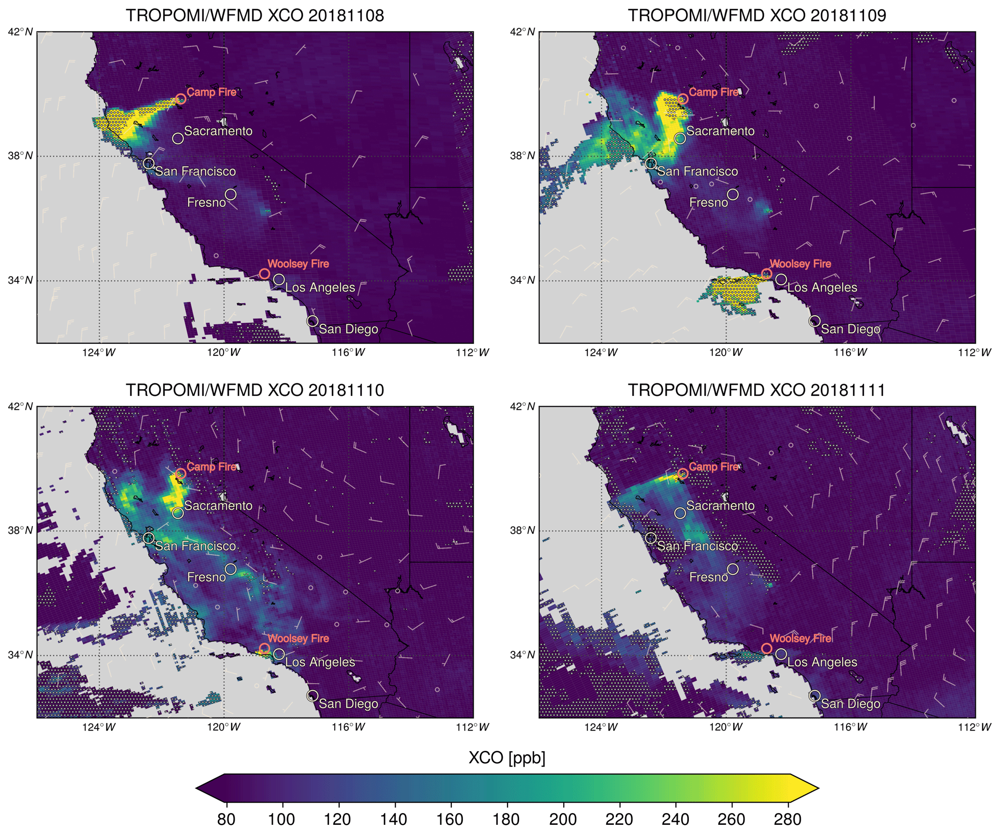 TROPOMI/WFMD XCO 20181108
42°N
38°N
34°N
124°W
120°W
116°W
112°W
Camp Fire
Sacramento
San Francisco
Fresno
Woolsey Fire
Los Angeles
San Diego
TROPOMI/WFMD XCO 20181109
42°N
38°N
34°N
124°W
120°W
116°W
112°W
Camp Fire
Sacramento
San Francisco
Fresno
Woolsey Fire
Los Angeles
San Diego
TROPOMI/WFMD XCO 20181110
42°N
38°N
34°N
124°W
120°W
116°W
112°W
Camp Fire
Sacramento
San Francisco
Fresno
Woolsey Fire
Los Angeles
San Diego
TROPOMI/WFMD XCO 20181111
42°N
38°N
34°N
124°W
120°W
116°W
112°W
Camp Fire
Sacramento
San Francisco
Fresno
Woolsey Fire
Los Angeles
San Diego
XCO [ppb]
80 100 120 140 160 180 200 220 240 260 280